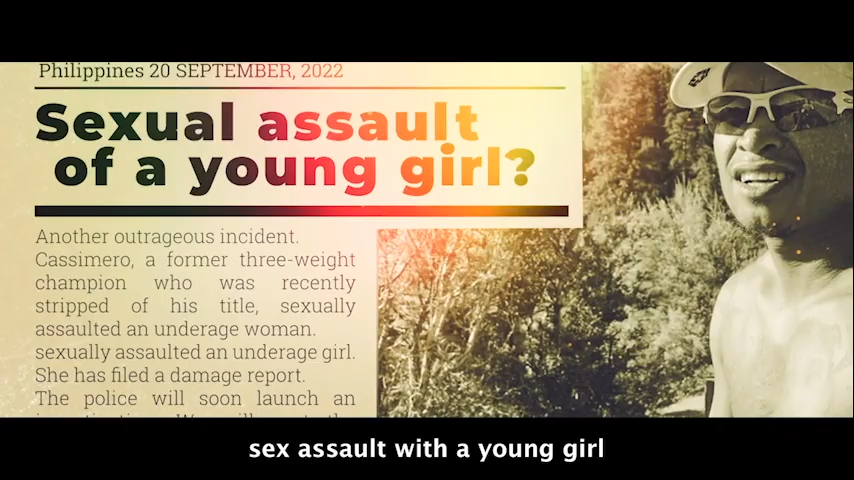 Philippines 20 SEPTEMBER, 2022
Sexual assault
of a young girl?
Another outrageous incident.
Cassimero, a former three-weight
champion who was recently
stripped of his title, sexually
assaulted an underage woman.
sexually assaulted an underage girl.
She has filed a damage report.
The police will soon launch an
sex assault with a young girl